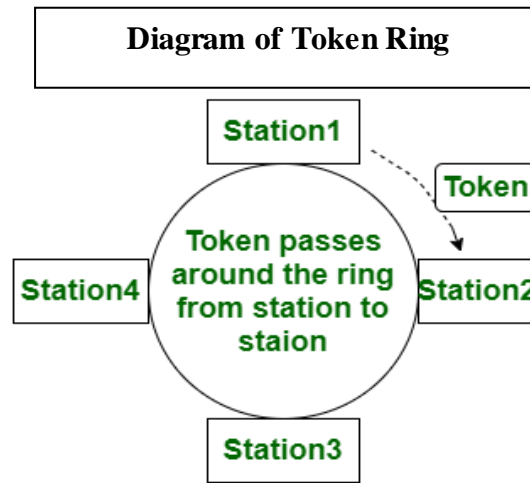 Diagram of Token Ring
Station1
Token
Token passes
around the ring
from station to
staion
Station4
Station2
Station3